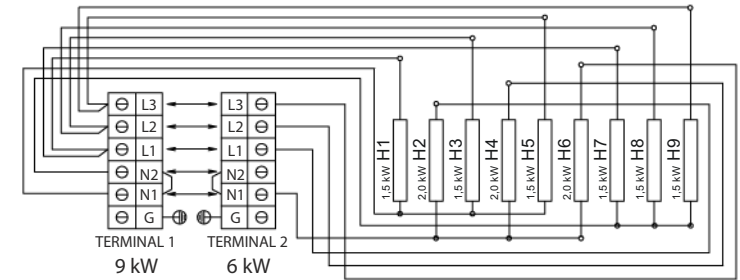 L3 L3
L2 L2
L1 L1
N2 N2
N1 N1
G G
TERMINAL 1 TERMINAL 2
9 kW 6 kW
1,5 kW H1
2,0 kW H2
1,5 kW H3
2,0 kW H4
1,5 kW H5
2,0 kW H6
1,5 kW H7
1,5 kW H8
1,5 kW H9